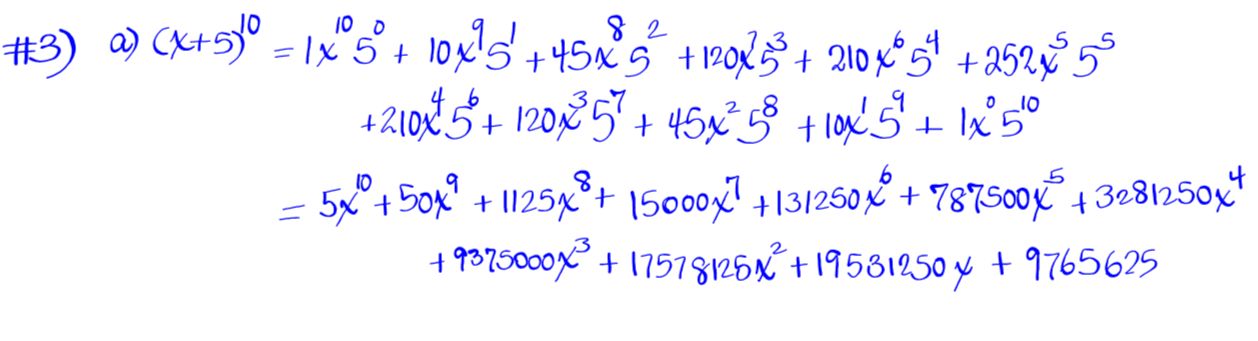 #3) a) (x+5)^10 = 1x^10 5^0 + 10x^9 5^1 + 45x^8 5^2 + 120x^7 5^3 + 210x^6 5^4 + 252x^5 5^5
+210x^4 5^6 + 120x^3 5^7 + 45x^2 5^8 + 10x^1 5^9 + 1x^0 5^10
= 5x^10 + 50x^9 + 1125x^8 + 15000x^7 + 131250x^6 + 787500x^5 + 3281250x^4
+ 9375000x^3 + 17578125x^2 + 19531250x + 9765625